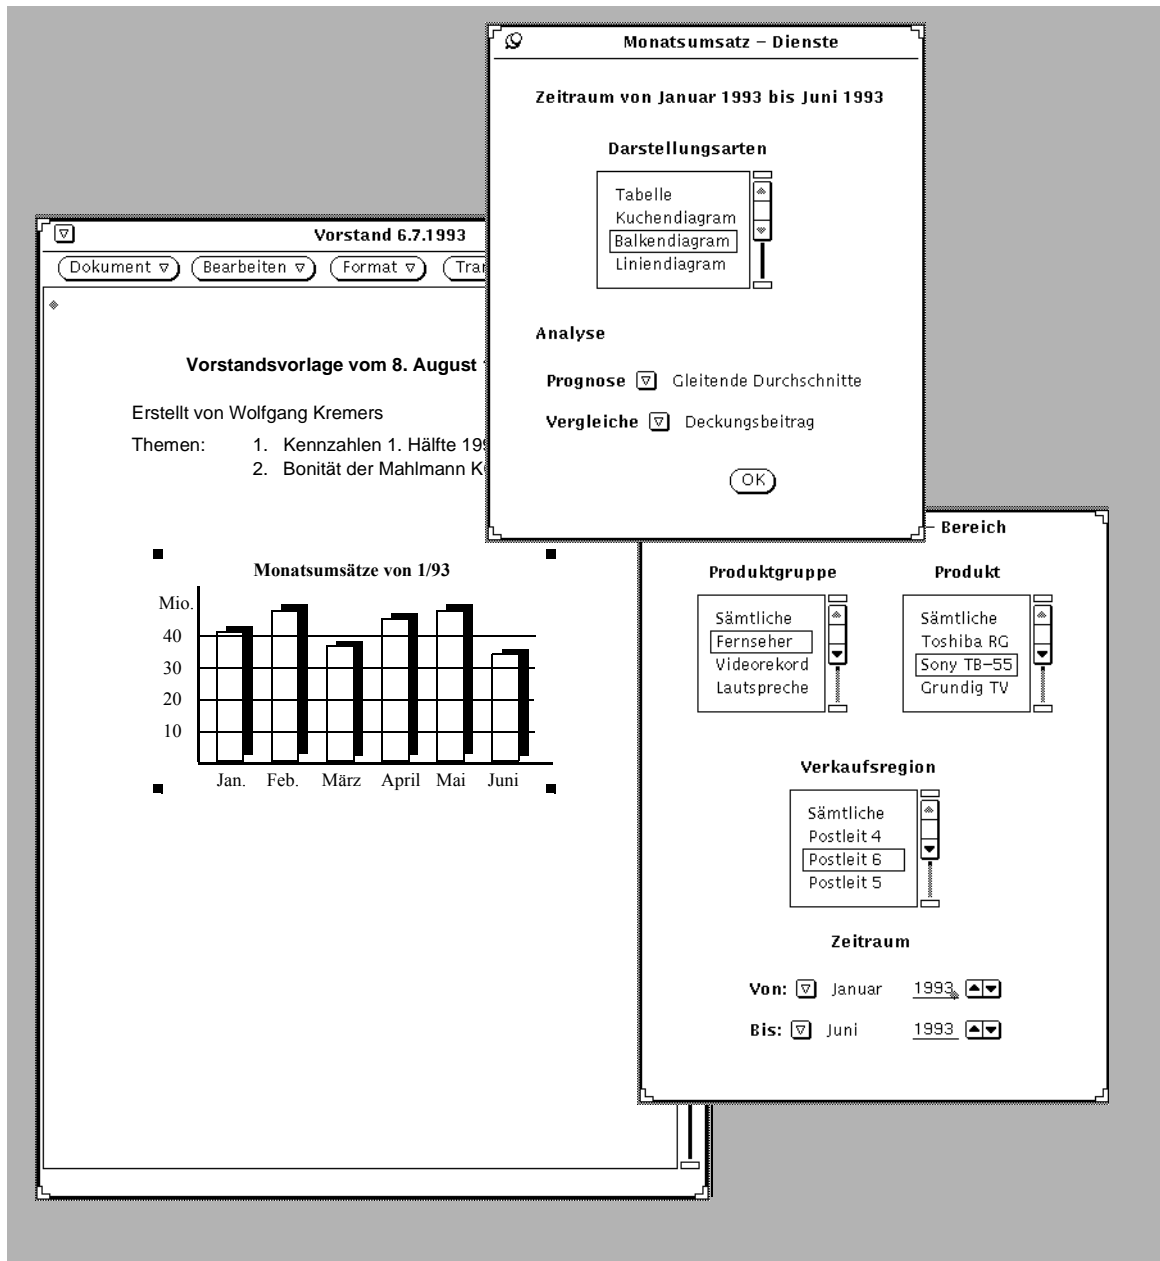 Monatsumsatz – Dienste
Zeitraum von Januar 1993 bis Juni 1993
Darstellungsarten
Tabelle
Kuchendiagram
Balkendiagram
Liniendiagram
Analyse
Prognose Gleitende Durchschnitte
Vergleiche Deckungsbeitrag
OK
Vorstand 6.7.1993
Dokument Bearbeiten Format
Vorstandsvorlage vom 8. August
Erstellt von Wolfgang Kremers
Themen: 1. Kennzahlen 1. Hälfte
2. Bonität der Mahlmann
Monatsumsätze von 1/93
Mio.
40
30
20
10
Jan. Feb. März April Mai Juni
– Bereich
Produktgruppe Produkt
Sämtliche Sämtliche
Fernseher Toshiba RG
Videorekord Sony TB–55
Lautspreche Grundig TV
Verkaufsregion
Sämtliche
Postleit 4
Postleit 6
Postleit 5
Zeitraum
Von: Januar 1993
Bis: Juni 1993